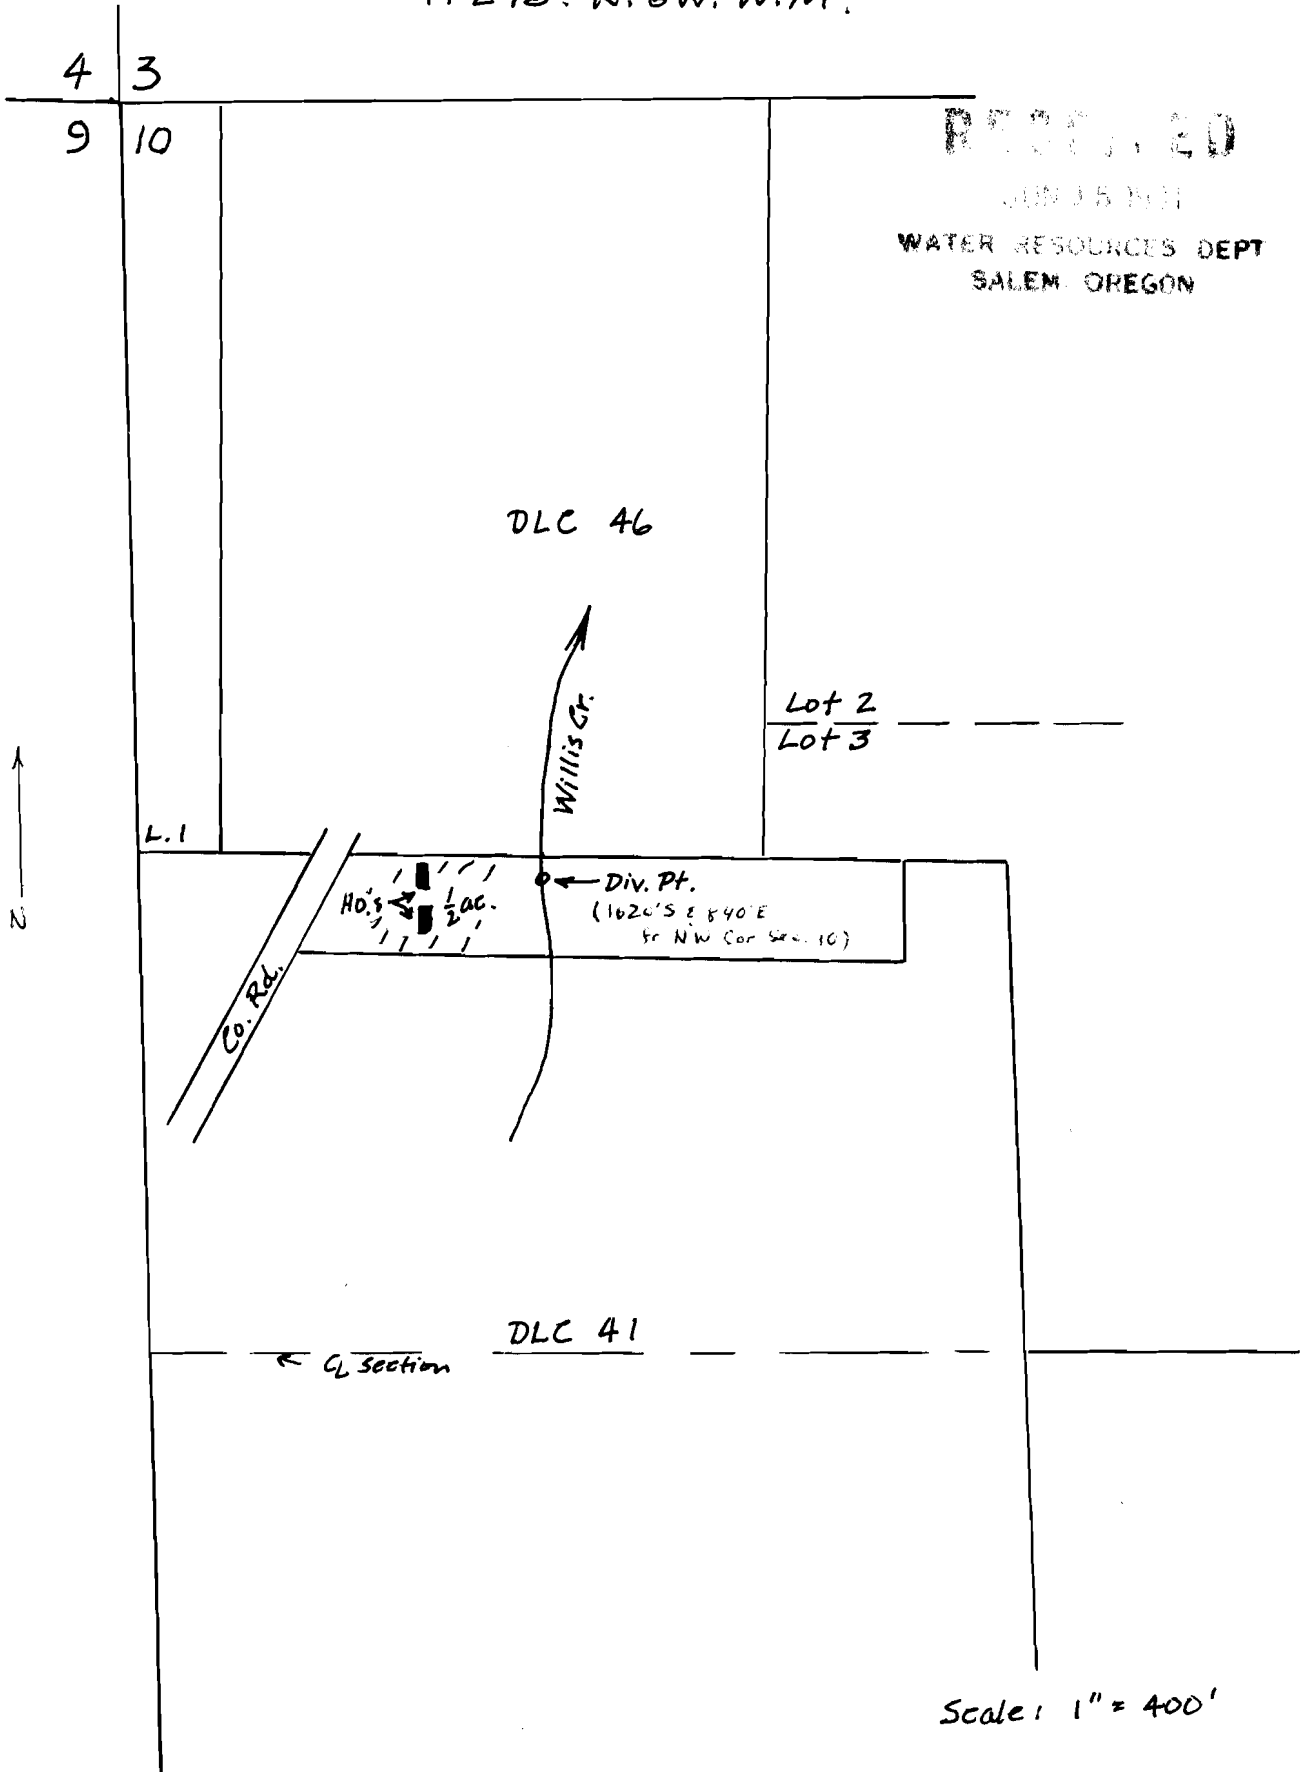 4 3
9 10
WATER RESOURCES DEPT
SALEM OREGON
DLC 46
Willis Cr.
Lot 2
Lot 3
L.1
N
Ho.'s
1/2 ac.
Div. Pt.
(1620'S & 840'E
fr NW Cor Sec. 10)
Co. Rd.
DLC 41
← CL section
Scale: 1" = 400'